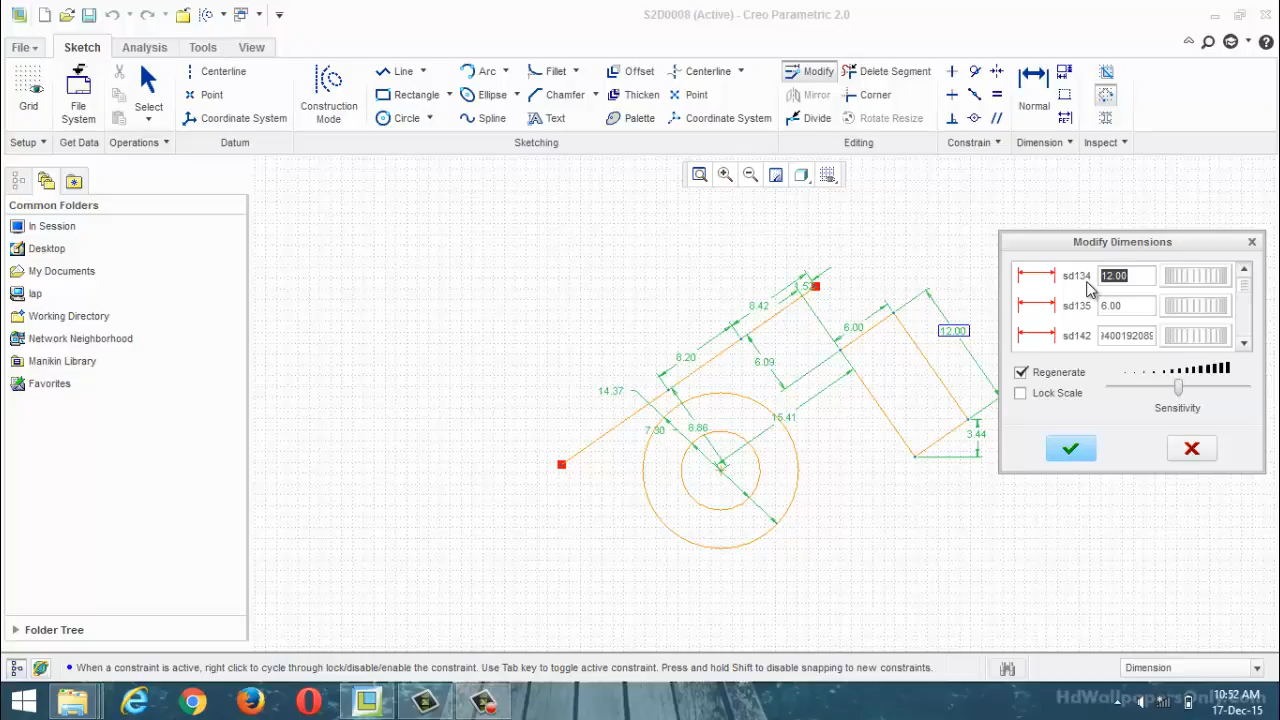 S2D0008 (Active) - Creo Parametric 2.0
File
Sketch
Analysis
Tools
View
Grid
File System
Select
Centerline
Point
Coordinate System
Construction Mode
Line
Arc
Fillet
Offset
Centerline
Rectangle
Ellipse
Chamfer
Thicken
Point
Circle
Spline
Text
Palette
Coordinate System
Modify
Delete Segment
Mirror
Corner
Divide
Rotate Resize
Normal
Setup
Get Data
Operations
Datum
Sketching
Editing
Constrain
Dimension
Inspect
Common Folders
In Session
Desktop
My Documents
lap
Working Directory
Network Neighborhood
Manikin Library
Favorites
Folder Tree
8.42
8.20
6.00
12.00
6.09
14.37
15.41
7.30
8.86
3.44
Modify Dimensions
sd134 12.00
sd135 6.00
sd142
Regenerate
Lock Scale
Sensitivity
When a constraint is active, right click to cycle through lock/disable/enable the constraint. Use Tab key to toggle active constraint. Press and hold Shift to disable snapping to new constraints.
Dimension
HdWallpapersOnly.com
10:52 AM
17-Dec-15